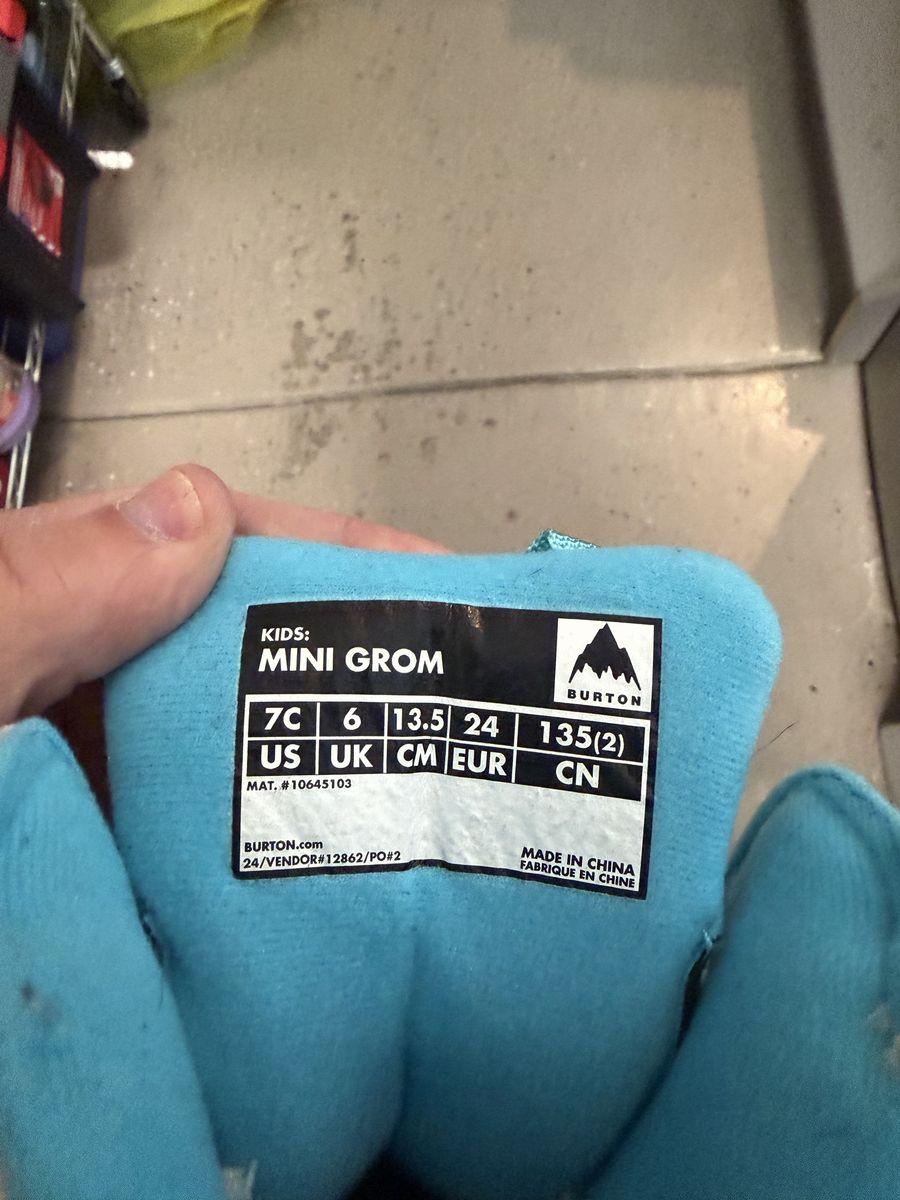 KIDS:
MINI GROM
BURTON
7C 6 13.5 24 135(2)
US UK CM EUR CN
MAT. #10645103
BURTON.com
24/VENDOR#12862/PO#2
MADE IN CHINA
FABRIQUE EN CHINE